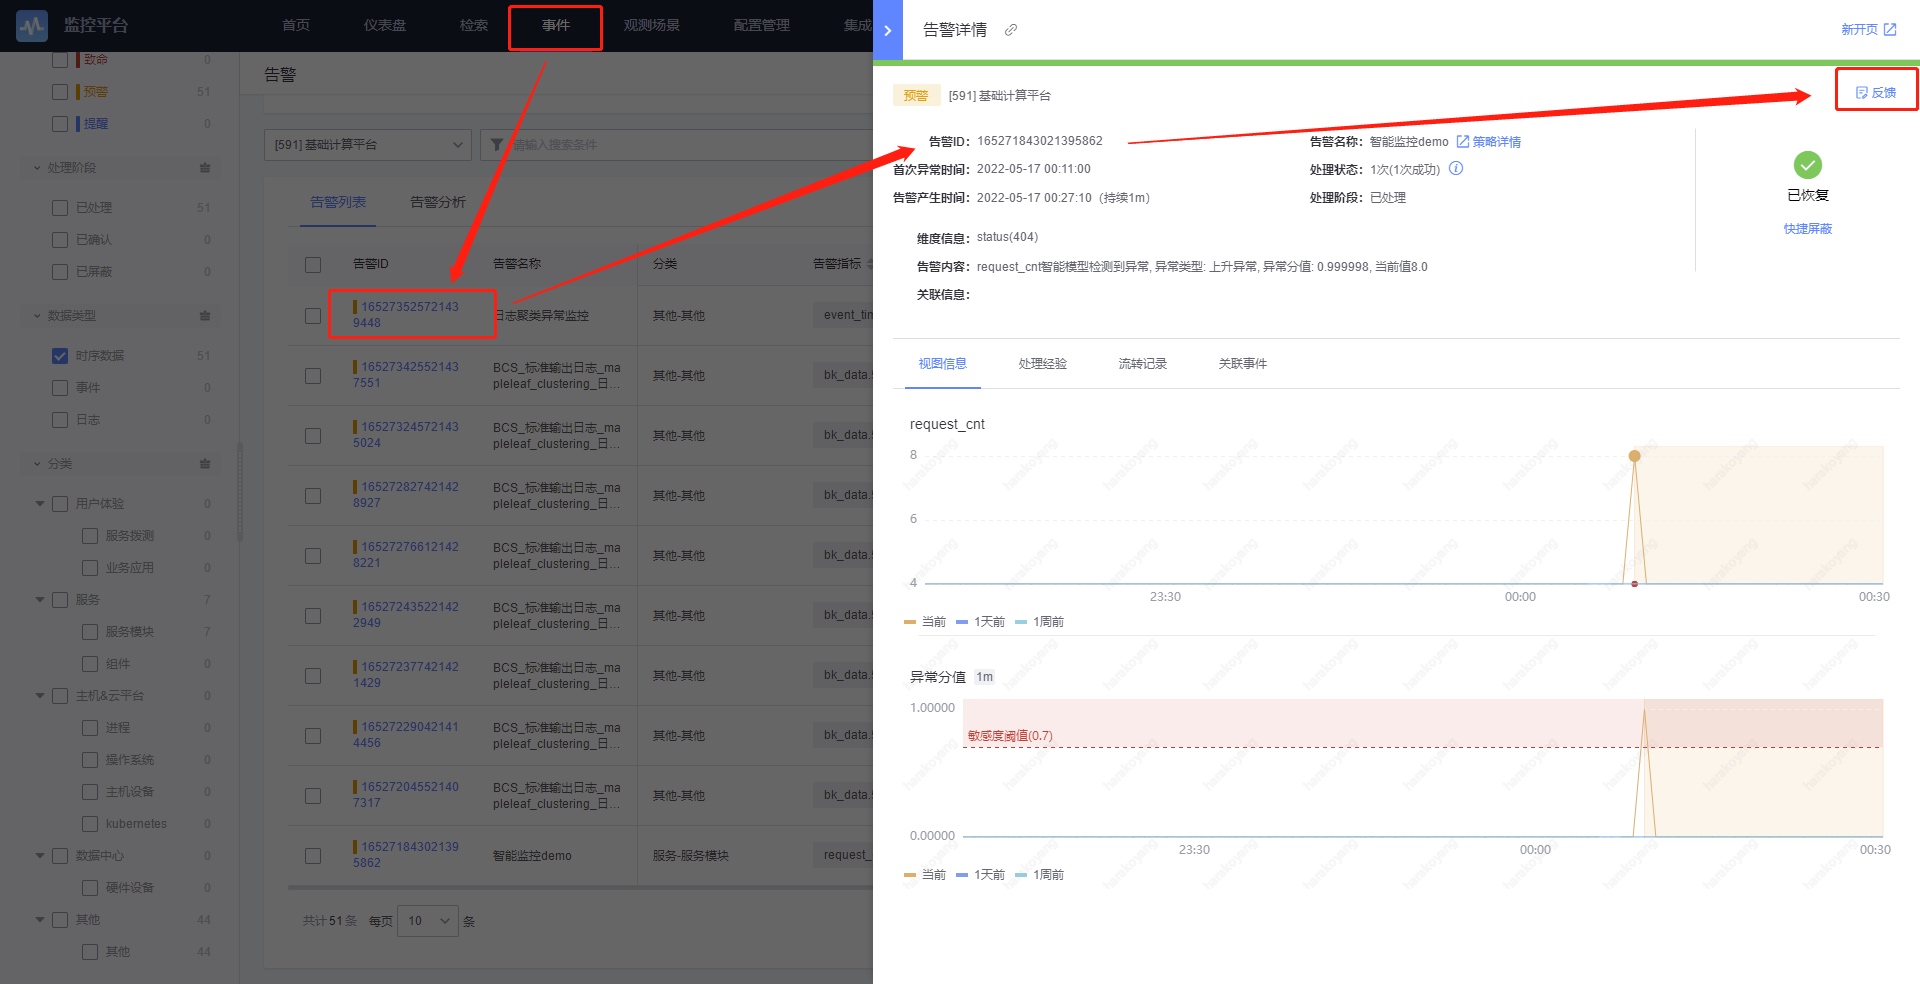 监控平台
首页
仪表盘
检索
事件
观测场景
配置管理
集成
致命 0
预警 51
提醒 0
处理阶段
已处理 51
已确认 0
已屏蔽 0
数据类型
时序数据 51
事件 0
日志 0
分类
用户体验 0
服务拨测 0
业务应用 0
服务 7
服务模块 7
组件 0
主机&云平台 0
进程 0
操作系统 0
主机设备 0
kubernetes 0
数据中心 0
硬件设备 0
其他 44
其他 44
告警
[591] 基础计算平台
请输入搜索条件
告警列表 告警分析
告警ID 告警名称 分类 告警指标
16527352572143
9448
日志聚类异常监控 其他-其他 event_tin
16527342552143
7551
BCS_标准输出日志_ma
pleleaf_clustering_日...
其他-其他 bk_data.
16527324572143
5024
BCS_标准输出日志_ma
pleleaf_clustering_日...
其他-其他 bk_data.
16527282742142
8927
BCS_标准输出日志_ma
pleleaf_clustering_日...
其他-其他 bk_data.
16527276612142
8221
BCS_标准输出日志_ma
pleleaf_clustering_日...
其他-其他 bk_data.
16527243522142
2949
BCS_标准输出日志_ma
pleleaf_clustering_日...
其他-其他 bk_data.
16527237742142
1429
BCS_标准输出日志_ma
pleleaf_clustering_日...
其他-其他 bk_data.
16527229042141
4456
BCS_标准输出日志_ma
pleleaf_clustering_日...
其他-其他 bk_data.
16527204552140
7317
BCS_标准输出日志_ma
pleleaf_clustering_日...
其他-其他 bk_data.
16527184302139
5862
智能监控demo 服务-服务模块 request_
共计 51 条 每页 10 条
告警详情
新开页
预警 [591] 基础计算平台
反馈
告警ID： 165271843021395862
告警名称： 智能监控demo 策略详情
首次异常时间： 2022-05-17 00:11:00
处理状态： 1次(1次成功)
告警产生时间： 2022-05-17 00:27:10（持续1m）
处理阶段： 已处理
已恢复
快捷屏蔽
维度信息： status(404)
告警内容： request_cnt智能模型检测到异常, 异常类型: 上升异常, 异常分值: 0.999998, 当前值8.0
关联信息：
视图信息 处理经验 流转记录 关联事件
request_cnt
8
6
4
23:30 00:00 00:30
当前 1天前 1周前
异常分值 1m
1.00000
敏感度阈值(0.7)
0.00000
23:30 00:00 00:30
当前 1天前 1周前